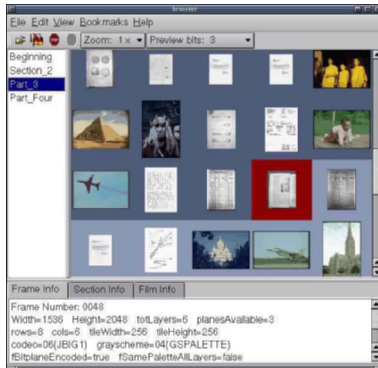 browser
File Edit View Bookmarks Help
Zoom: 1x Preview bits: 3
Beginning
Section_2
Part_3
Part_Four
Frame Info Section Info Film Info
Frame Number: 0048
Width=1536 Height=2048 totLayers=6 planesAvailable=3
rows=8 cols=6 tileWidth=256 tileHeight=256
codec=06(JBIG1) grayscheme=04(GSPALETTE)
fBitplaneEncoded=true fSamePaletteAllLayers=false